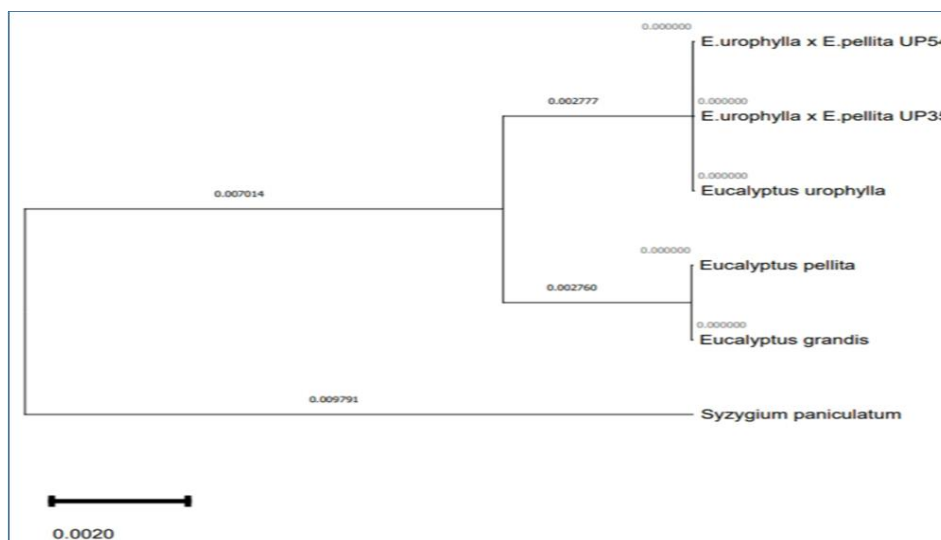 0.000000
E.urophylla x E.pellita UP54
0.002777
0.000000
E.urophylla x E.pellita UP35
0.000000
Eucalyptus urophylla
0.007014
0.000000
Eucalyptus pellita
0.002760
0.000000
Eucalyptus grandis
0.009791
Syzygium paniculatum
0.0020